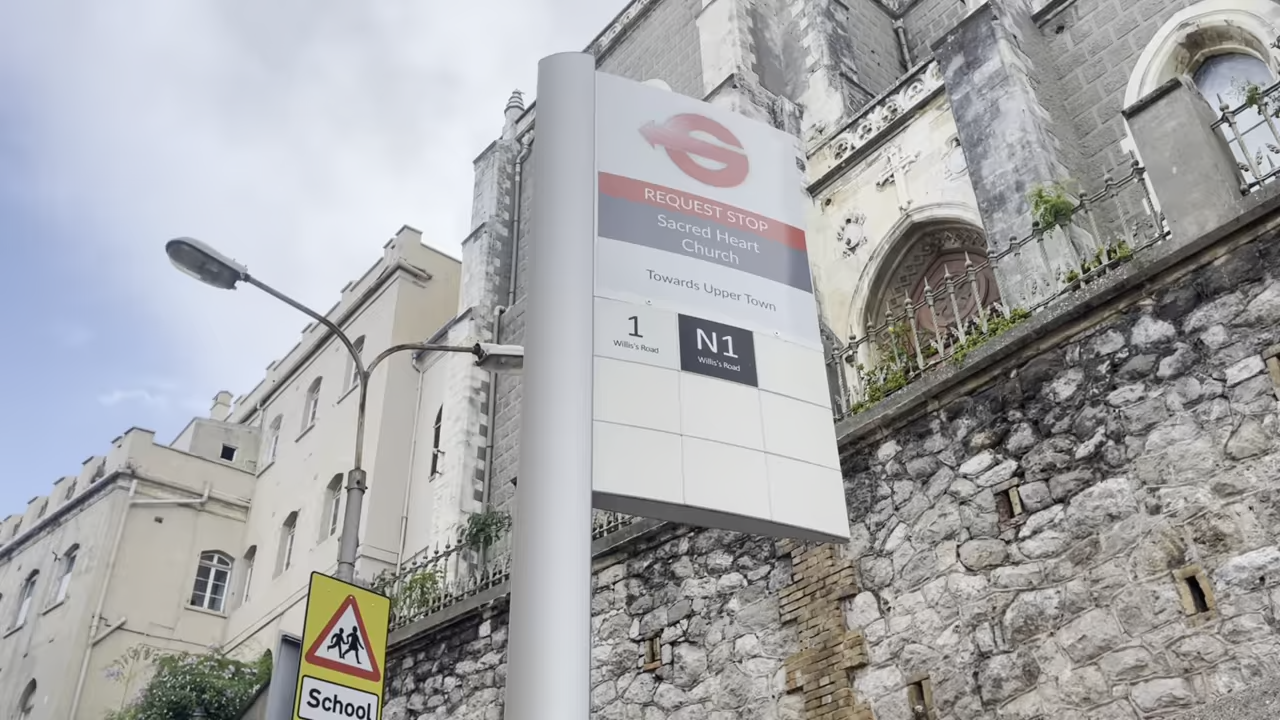 REQUEST STOP
Sacred Heart
Church
Towards Upper Town
1
Willis's Road
N1
Willis's Road
School